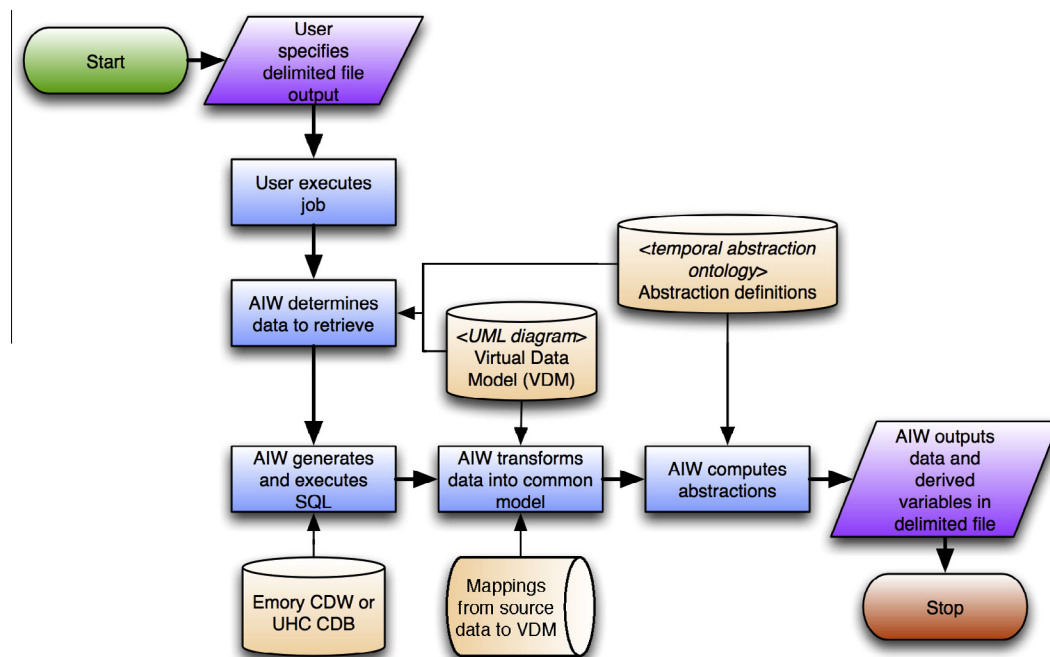 Start
User
specifies
delimited file
output
User executes
job
<temporal abstraction
ontology>
Abstraction definitions
AIW determines
data to retrieve
<UML diagram>
Virtual Data
Model (VDM)
AIW generates
and executes
SQL
AIW transforms
data into common
model
AIW computes
abstractions
AIW outputs
data and
derived
variables in
delimited file
Emory CDW or
UHC CDB
Mappings
from source
data to VDM
Stop